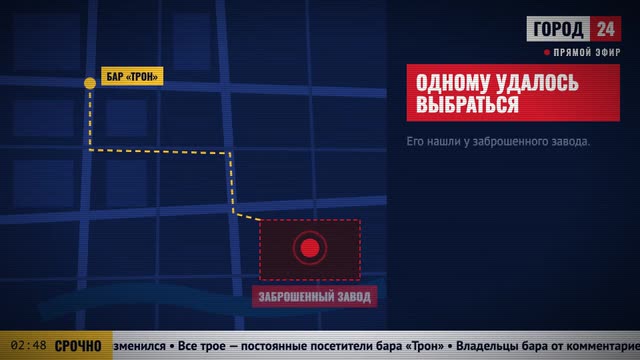 ГОРОД 24
ПРЯМОЙ ЭФИР
БАР «ТРОН»
ОДНОМУ УДАЛОСЬ
ВЫБРАТЬСЯ
Его нашли у заброшенного завода.
ЗАБРОШЕННЫЙ ЗАВОД
02:48 СРОЧНО зменился • Все трое — постоянные посетители бара «Трон» • Владельцы бара от комментарие